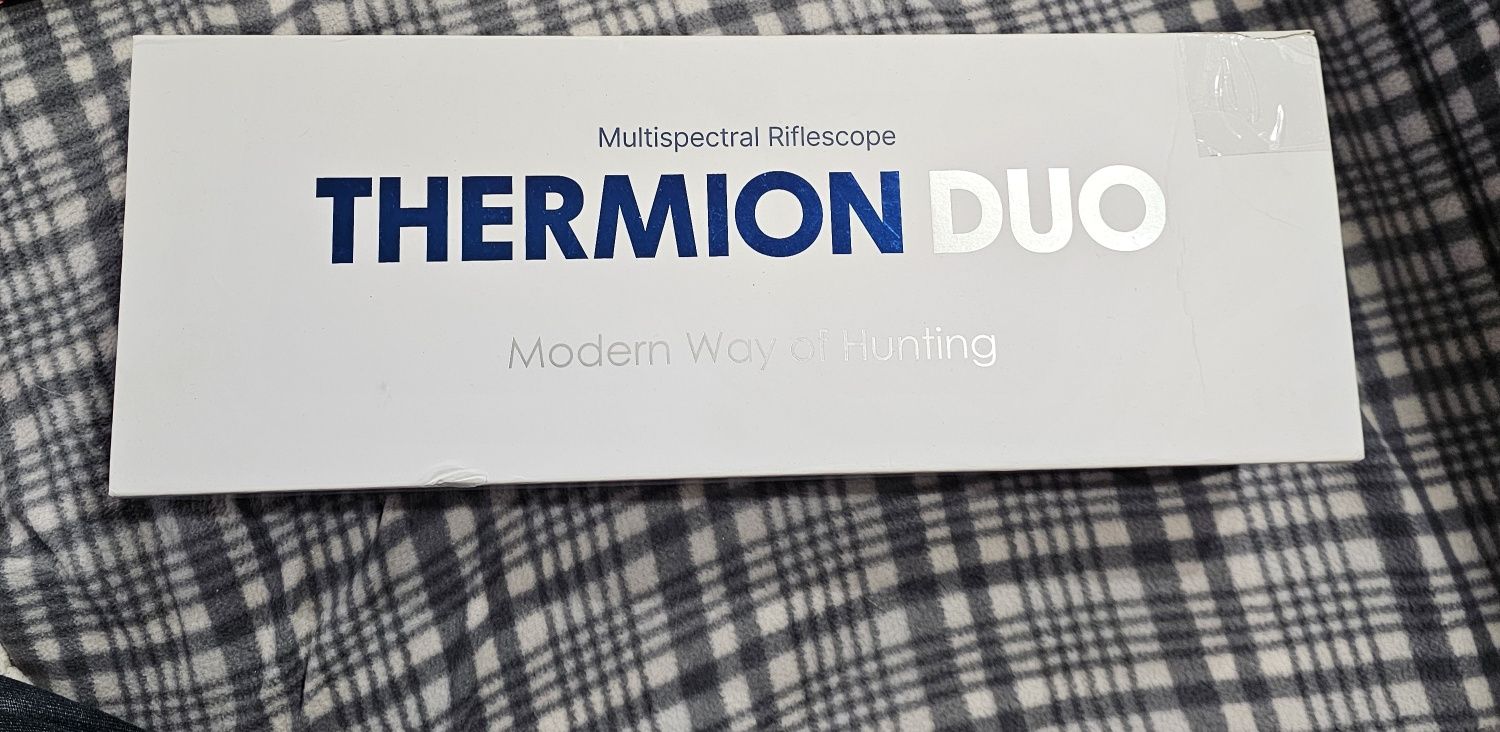 Multispectral Riflescope
THERMION DUO
Modern Way of Hunting